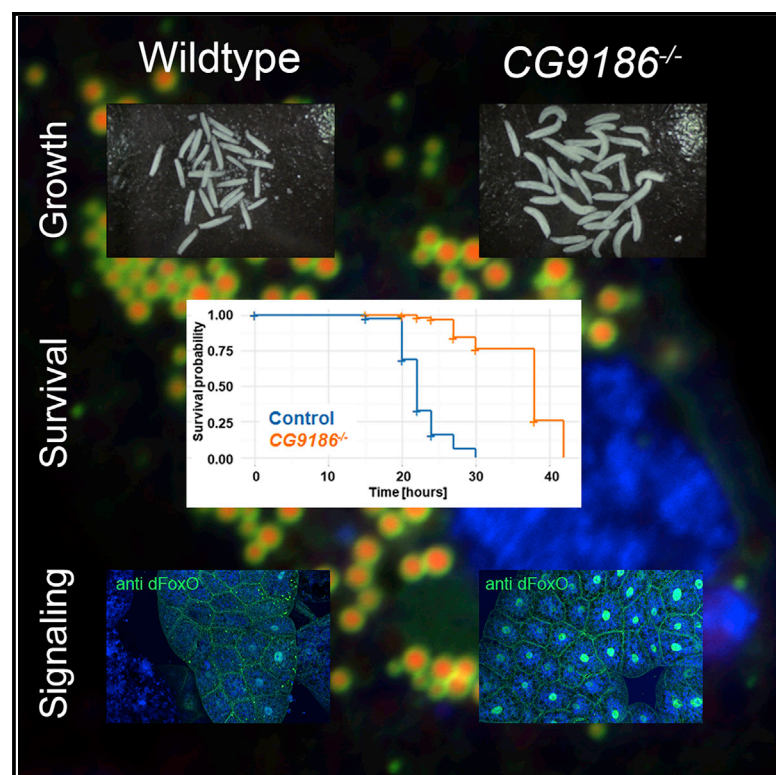 Wildtype
CG9186-/-
Growth
Survival
Survival probability
1.00
0.75
0.50
0.25
0.00
Control
CG9186-/-
0
10
20
30
40
Time [hours]
Signaling
anti dFoxO
anti dFoxO